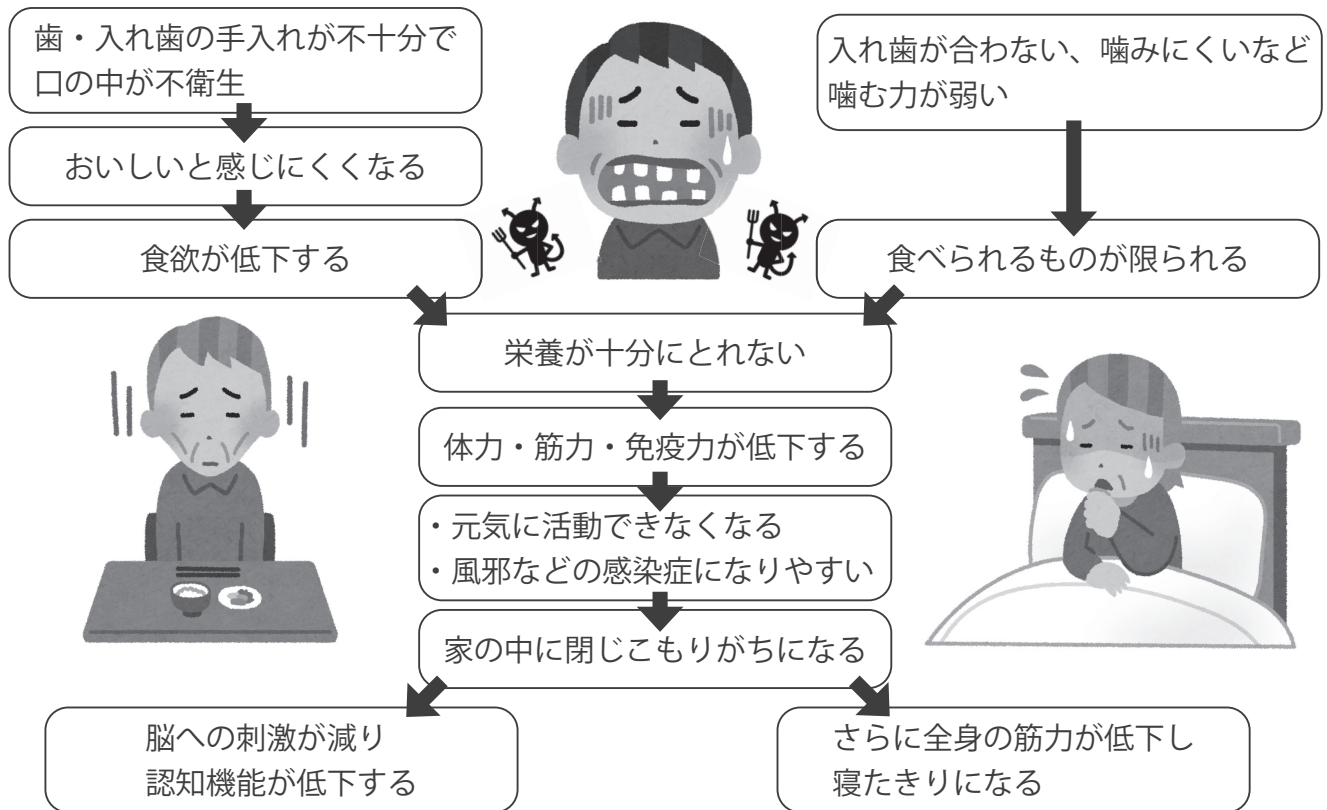 歯・入れ歯の手入れが不十分で
口の中が不衛生
おいしいと感じにくくなる
食欲が低下する
入れ歯が合わない、噛みにくいなど
噛む力が弱い
食べられるものが限られる
栄養が十分にとれない
体力・筋力・免疫力が低下する
・元気に活動できなくなる
・風邪などの感染症になりやすい
家の中に閉じこもりがちになる
脳への刺激が減り
認知機能が低下する
さらに全身の筋力が低下し
寝たきりになる